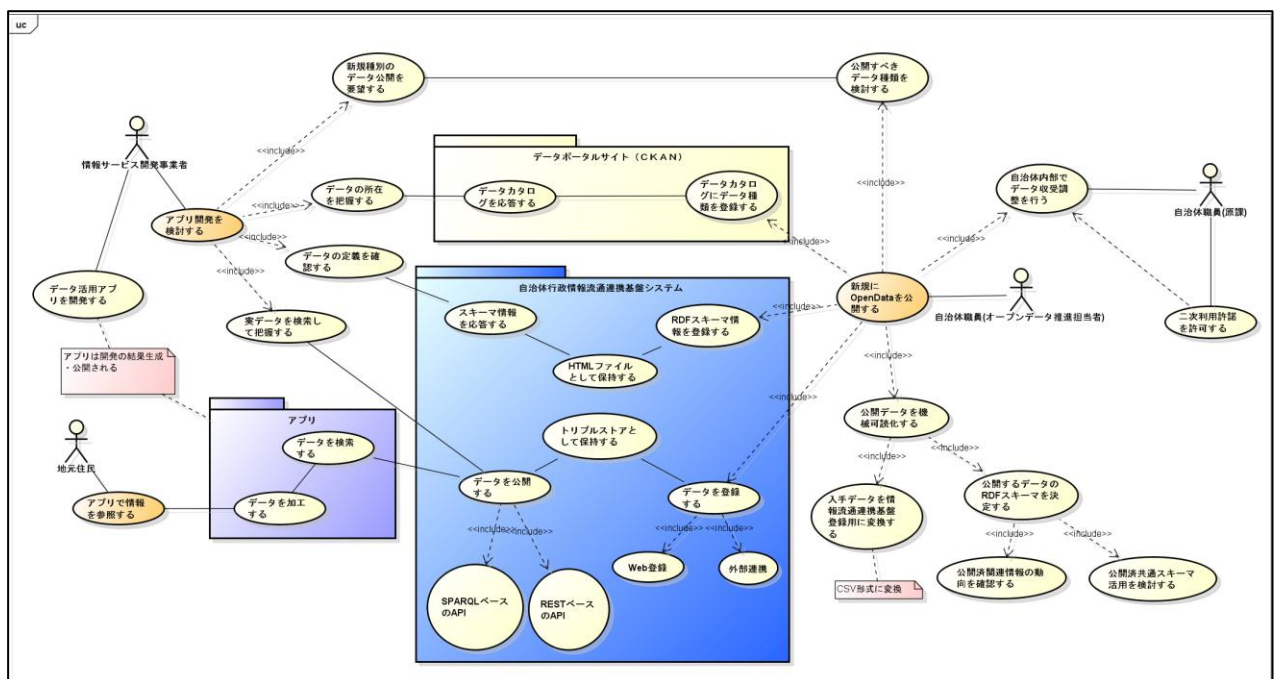 uc
新規種別の
データ公開を
要望する
公開すべき
データ種類を
検討する
<<include>>
<<include>>
情報サービス開発事業者
データポータルサイト（CKAN）
データの所在
を把握する
データカタロ
グを応答する
データカタロ
グにデータ種
類を登録する
自治体内部で
データ収受調
整を行う
自治体職員(原課)
アプリ開発を
検討する
<<include>>
<<include>>
<<include>>
<<include>>
<<include>>
データの定義を確
認する
データ活用アプ
リを開発する
自治体行政情報流通連携基盤システム
新規に
OpenDataを公
開する
自治体職員(オープンデータ推進担当者)
スキーマ情報
を応答する
RDFスキーマ情
報を登録する
<<include>>
実データを検索し
て把握する
二次利用許諾
を許可する
アプリは開発の結果生成
・公開される
HTMLファイル
として保持する
<<include>>
<<include>>
アプリ
データを検索
する
トリプルストアと
して保持する
公開データを機
械可読化する
地元住民
<<include>>
<<include>>
アプリで情報
を参照する
データを加工
する
データを公開
する
データを登録
する
入手データを情
報流通連携基盤
登録用に変換す
る
公開するデータの
RDFスキーマを決
定する
<<include>>
<<include>>
<<include>>
<<include>>
<<include>>
<<include>>
Web登録
外部連携
CSV形式に変換
公開済関連情報の動
向を確認する
公開済共通スキーマ
活用を検討する
SPARQLベース
のAPI
RESTベース
のAPI